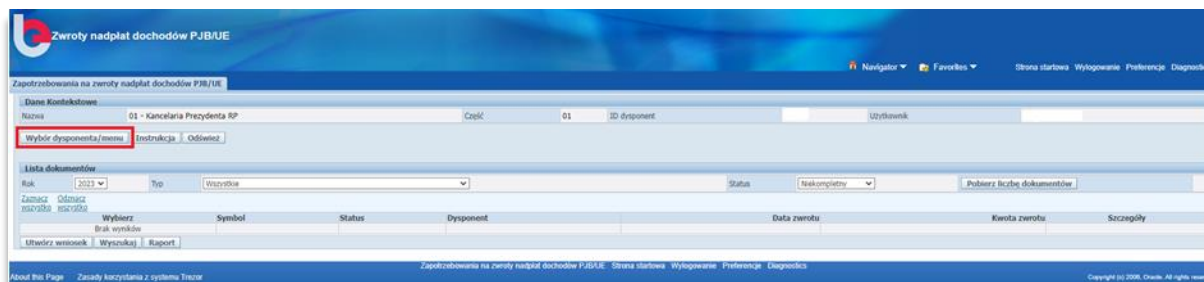 Zwroty nadpłat dochodów PJB/UE
Navigator Favorites Strona startowa Wylogowanie Preferencje Diagnostic
Zapotrzebowania na zwroty nadpłat dochodów PJB/UE
Dane Kontekstowe
Nazwa 01 - Kancelaria Prezydenta RP Część 01 ID dysponent Użytkownik
Wybór dysponenta/menu Instrukcja Odśwież
Lista dokumentów
Rok 2023 Typ Wszystkie Status Niekompletny Pobierz liczbę dokumentów
Zaznacz Odznacz
wszystko wszystko
Wybierz Symbol Status Dysponent Data zwrotu Kwota zwrotu Szczegóły
Brak wyników
Utwórz wniosek Wyszukaj Raport
Zapotrzebowania na zwroty nadpłat dochodów PJB/UE Strona startowa Wylogowanie Preferencje Diagnostics
About this Page Zasady korzystania z systemu Trezor Copyright (c) 2006, Oracle. All rights rese